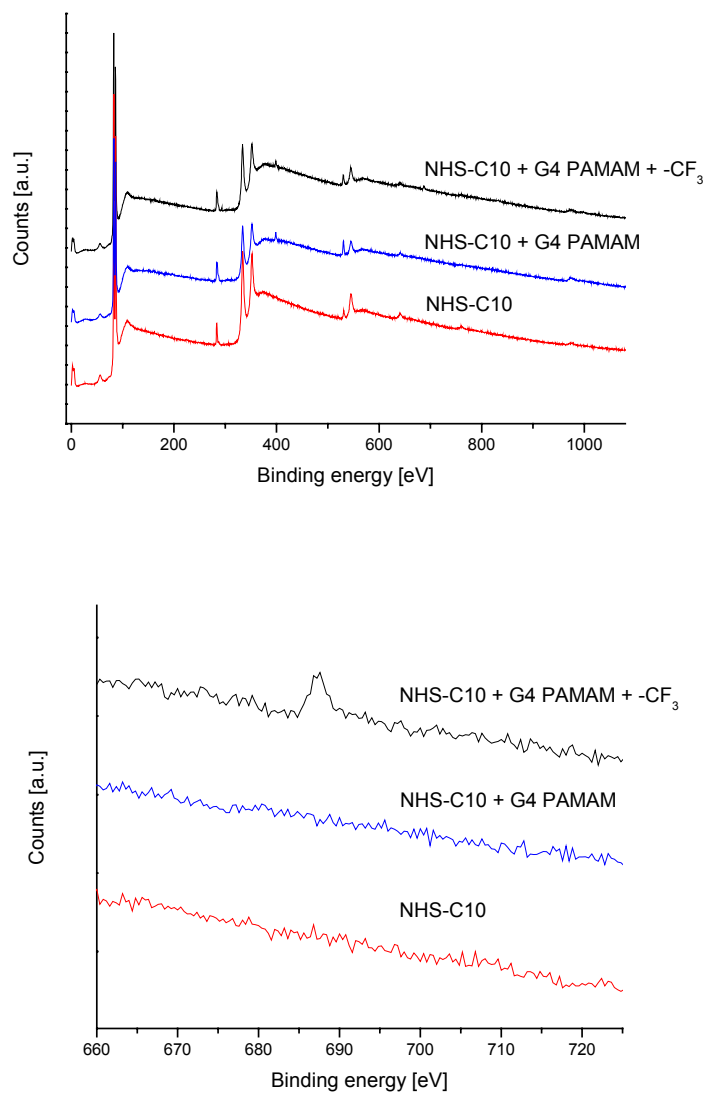 Counts [a.u.]
NHS-C10 + G4 PAMAM + -CF₃
NHS-C10 + G4 PAMAM
NHS-C10
0 200 400 600 800 1000
Binding energy [eV]
Counts [a.u.]
NHS-C10 + G4 PAMAM + -CF₃
NHS-C10 + G4 PAMAM
NHS-C10
660 670 680 690 700 710 720
Binding energy [eV]